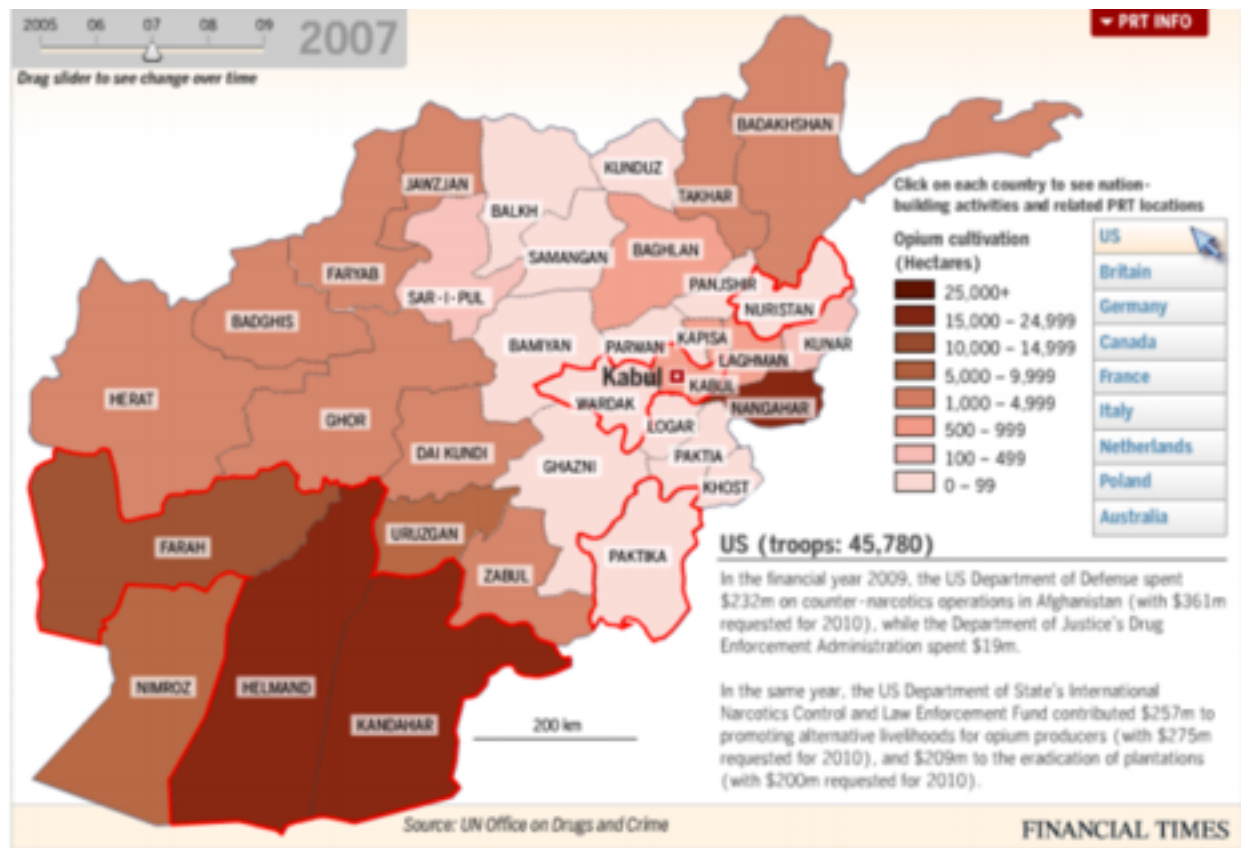 2005 06 07 08 09
2007
Drag slider to see change over time
PRT INFO
BADAKHSHAN
KUNDUZ
JAWZJAN
TAKHAR
BALKH
BAGHLAN
SAMANGAN
FARYAB
SAR-I-PUL
PANJSHIR
NURISTAN
BADGHIS
BAMIYAN
PARWAN
KAPISA
KUNAR
LAGHMAN
Kabul
KABUL
HERAT
WARDAK
NANGAHAR
GHOR
LOGAR
DAI KUNDI
PAKTIA
GHAZNI
KHOST
URUZGAN
FARAH
PAKTIKA
ZABUL
NIMROZ
HELMAND
KANDAHAR
200 km
Click on each country to see nation-
building activities and related PRT locations
Opium cultivation
(Hectares)
25,000+
15,000 – 24,999
10,000 – 14,999
5,000 – 9,999
1,000 – 4,999
500 – 999
100 – 499
0 – 99
US
Britain
Germany
Canada
France
Italy
Netherlands
Poland
Australia
US (troops: 45,780)
In the financial year 2009, the US Department of Defense spent
$232m on counter-narcotics operations in Afghanistan (with $361m
requested for 2010), while the Department of Justice's Drug
Enforcement Administration spent $19m.
In the same year, the US Department of State's International
Narcotics Control and Law Enforcement Fund contributed $257m to
promoting alternative livelihoods for opium producers (with $275m
requested for 2010), and $209m to the eradication of plantations
(with $200m requested for 2010).
Source: UN Office on Drugs and Crime
FINANCIAL TIMES